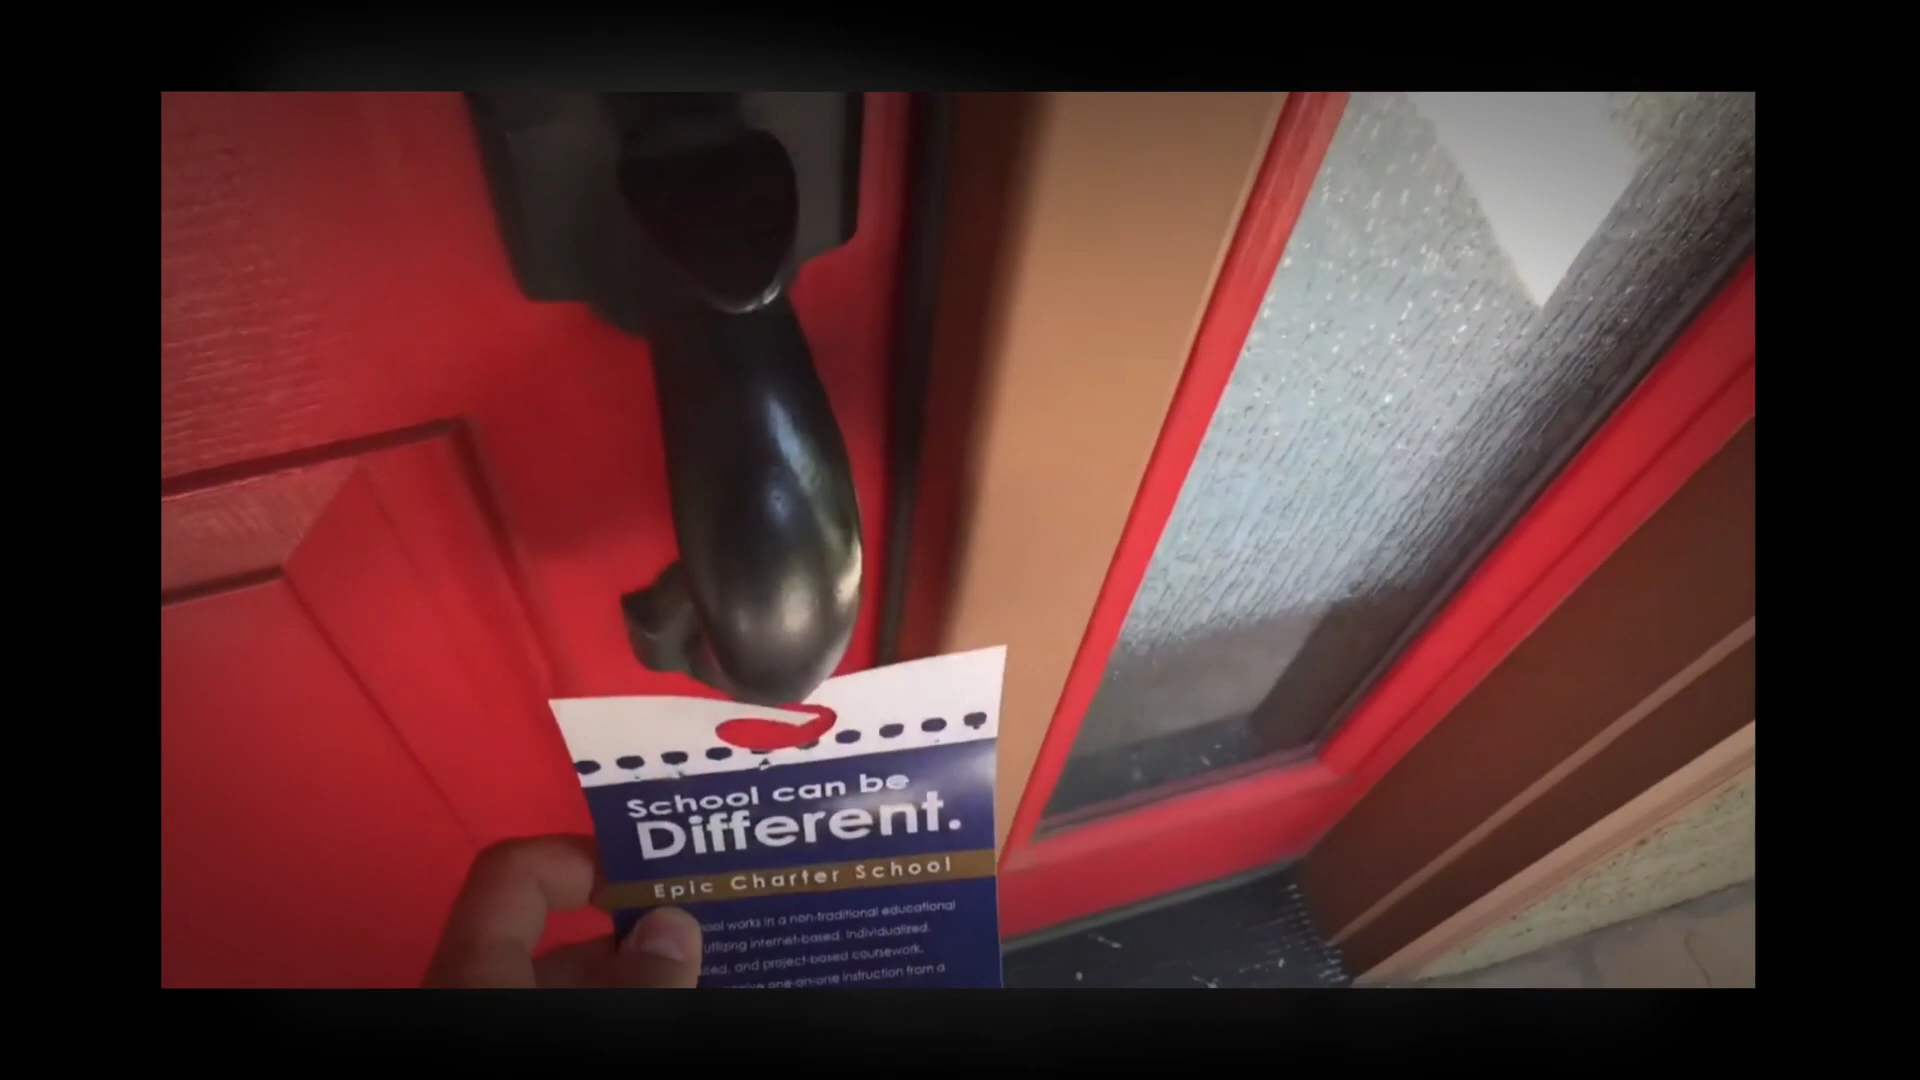 School can be
Different.
Epic Charter School
works in a non-traditional educational
utilizing internet-based, individualized,
and project-based coursework.
one-on-one instruction from a